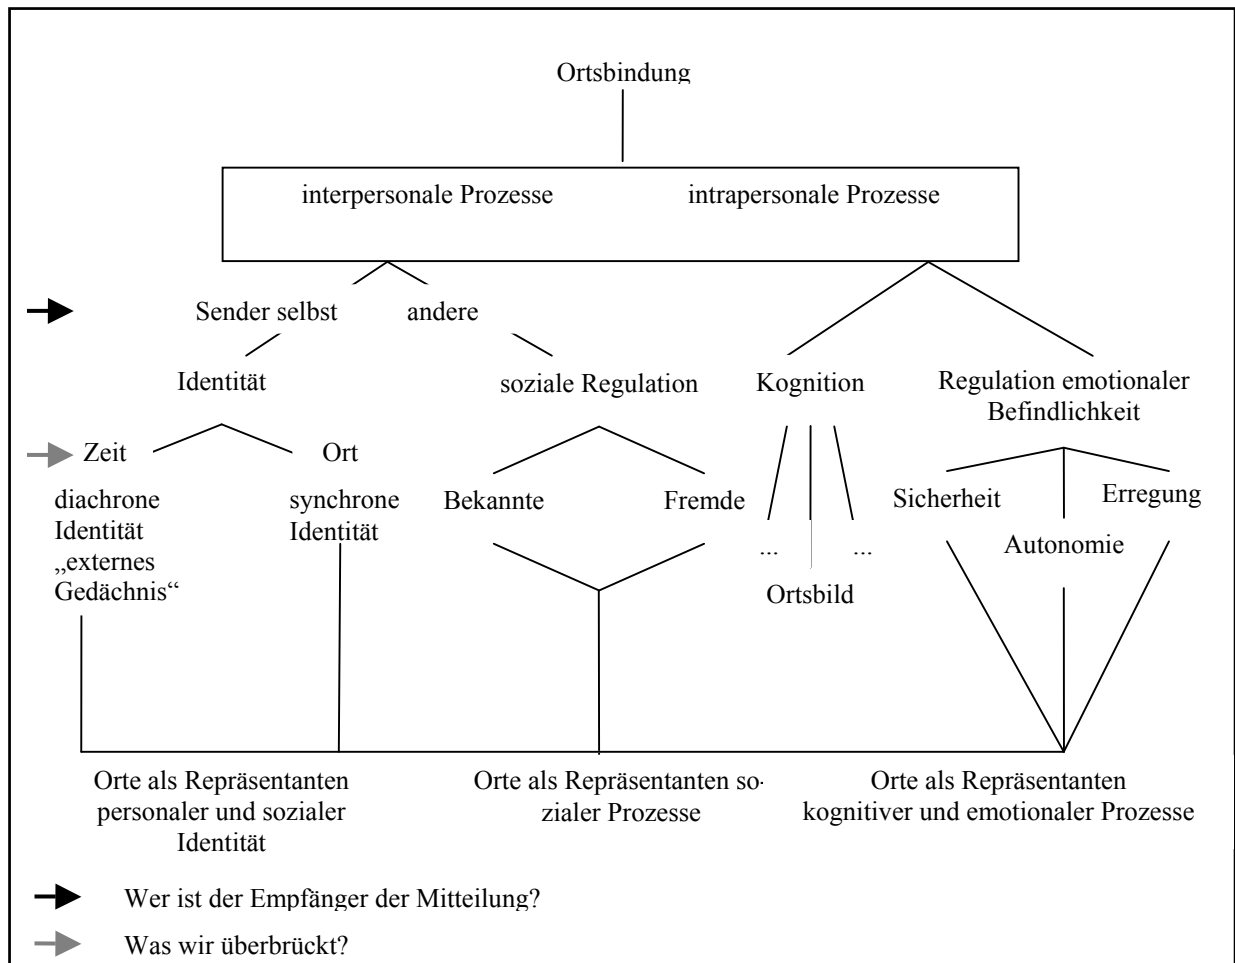 Ortsbindung
interpersonale Prozesse
intrapersonale Prozesse
Sender selbst
andere
Identität
soziale Regulation
Kognition
Regulation emotionaler
Befindlichkeit
Zeit
Ort
diachrone
Identität
„externes
Gedächnis“
synchrone
Identität
Bekannte
Fremde
...
...
Ortsbild
Sicherheit
Autonomie
Erregung
Orte als Repräsentanten
personaler und sozialer
Identität
Orte als Repräsentanten so-
zialer Prozesse
Orte als Repräsentanten
kognitiver und emotionaler Prozesse
Wer ist der Empfänger der Mitteilung?
Was wir überbrückt?